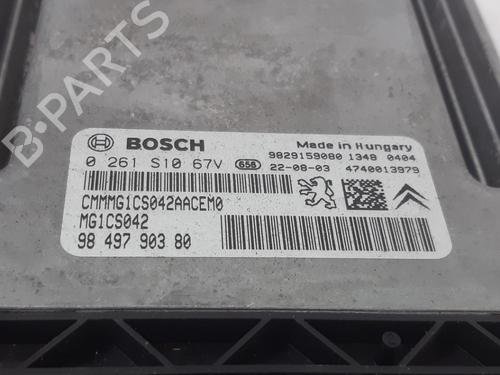 B-PARTS
BOSCH
Made in Hungary
0 261 S10 67V 656
9829159080 1348 0404
22-08-03 4740013979
CMMMG1CS042AACEM0
MG1CS042
98 497 903 80